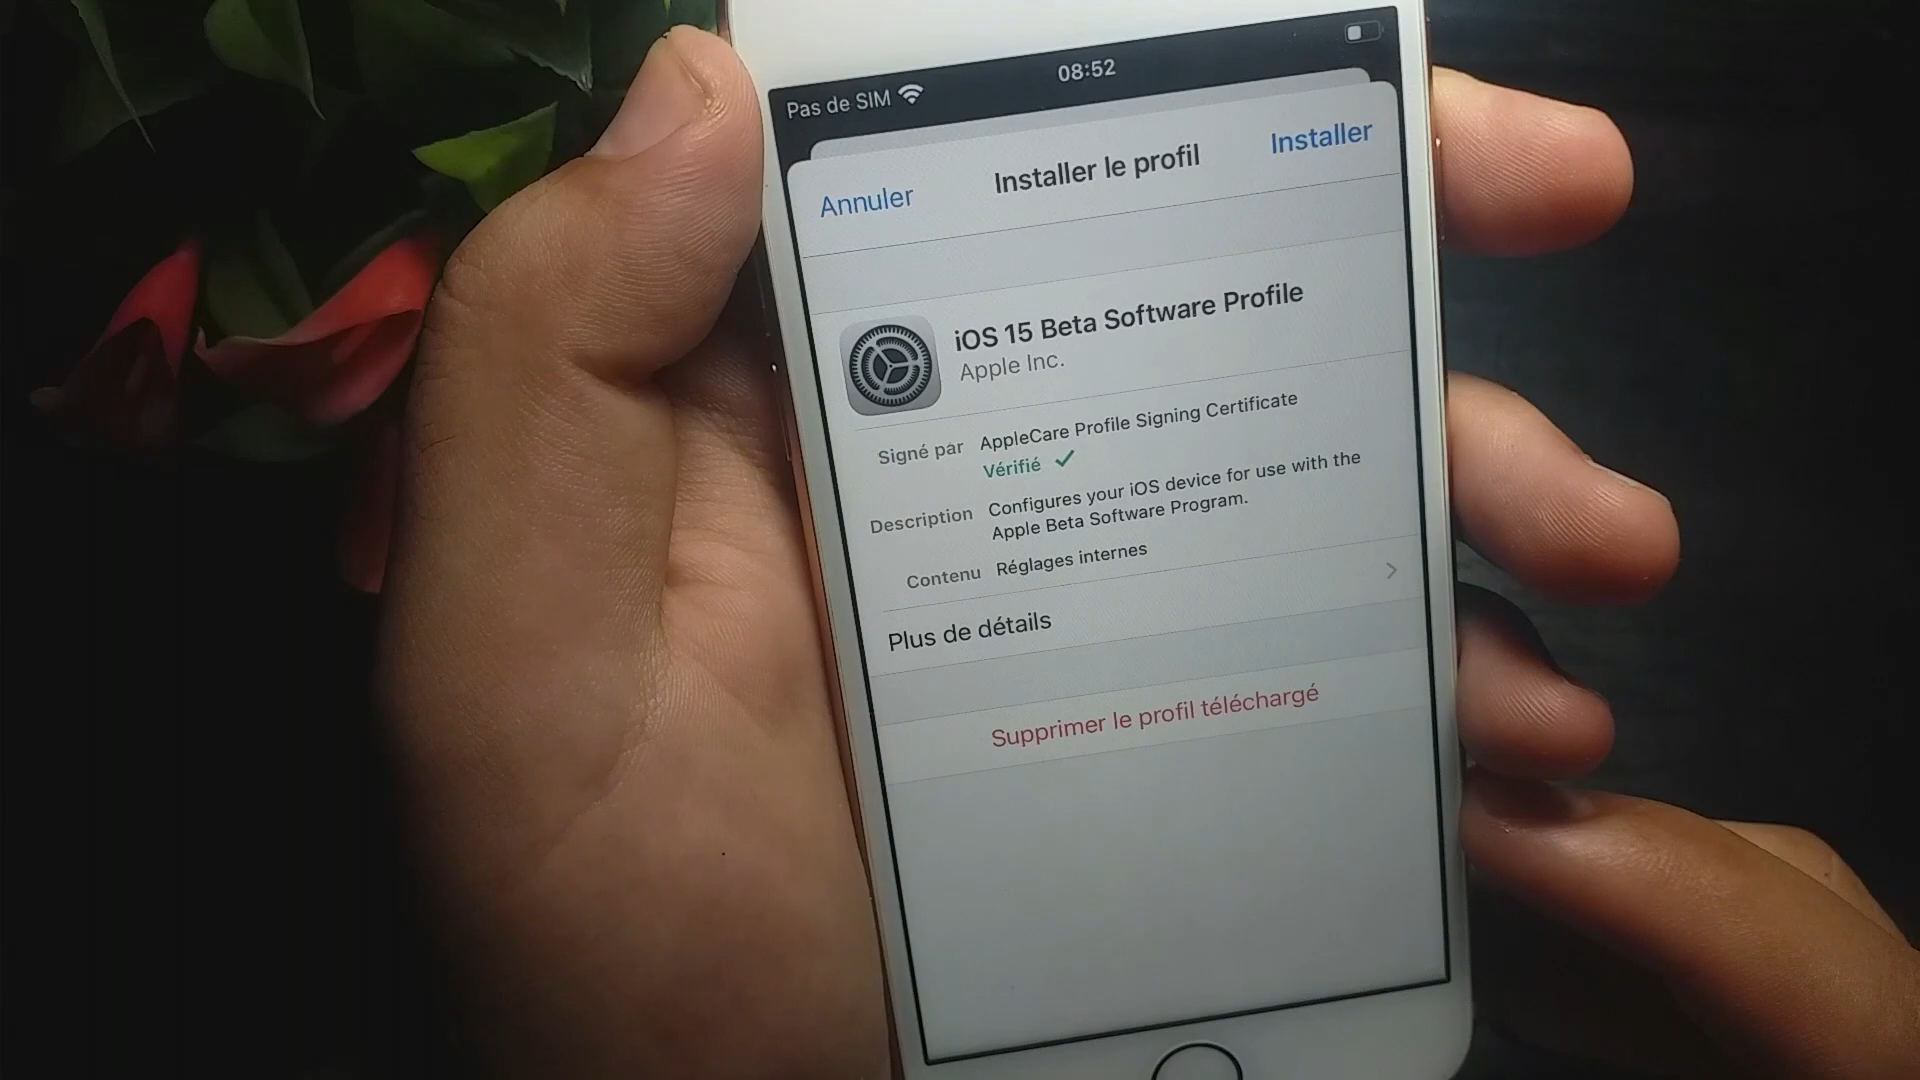 Pas de SIM
08:52
Annuler
Installer le profil
Installer
iOS 15 Beta Software Profile
Apple Inc.
Signé par
AppleCare Profile Signing Certificate
Vérifié
Description
Configures your iOS device for use with the
Apple Beta Software Program.
Contenu
Réglages internes
Plus de détails
Supprimer le profil téléchargé